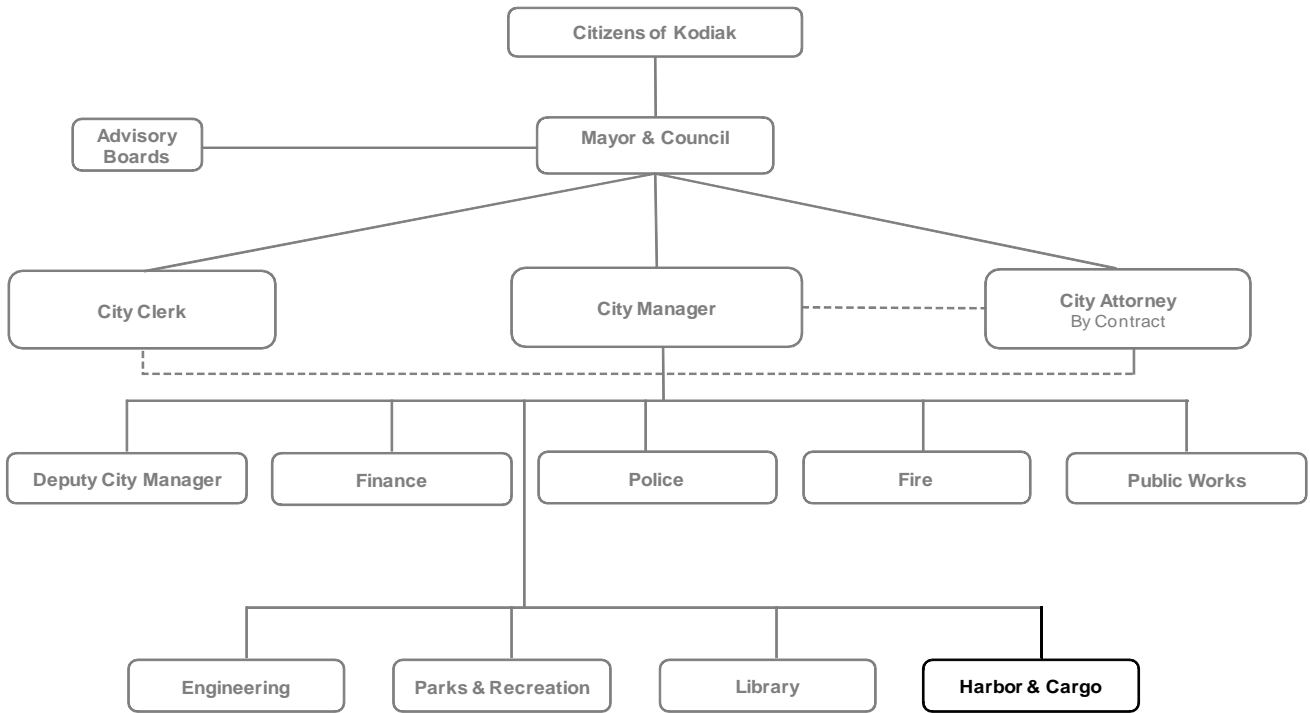 Citizens of Kodiak
Advisory
Boards
Mayor & Council
City Clerk
City Manager
City Attorney
By Contract
Deputy City Manager
Finance
Police
Fire
Public Works
Engineering
Parks & Recreation
Library
Harbor & Cargo